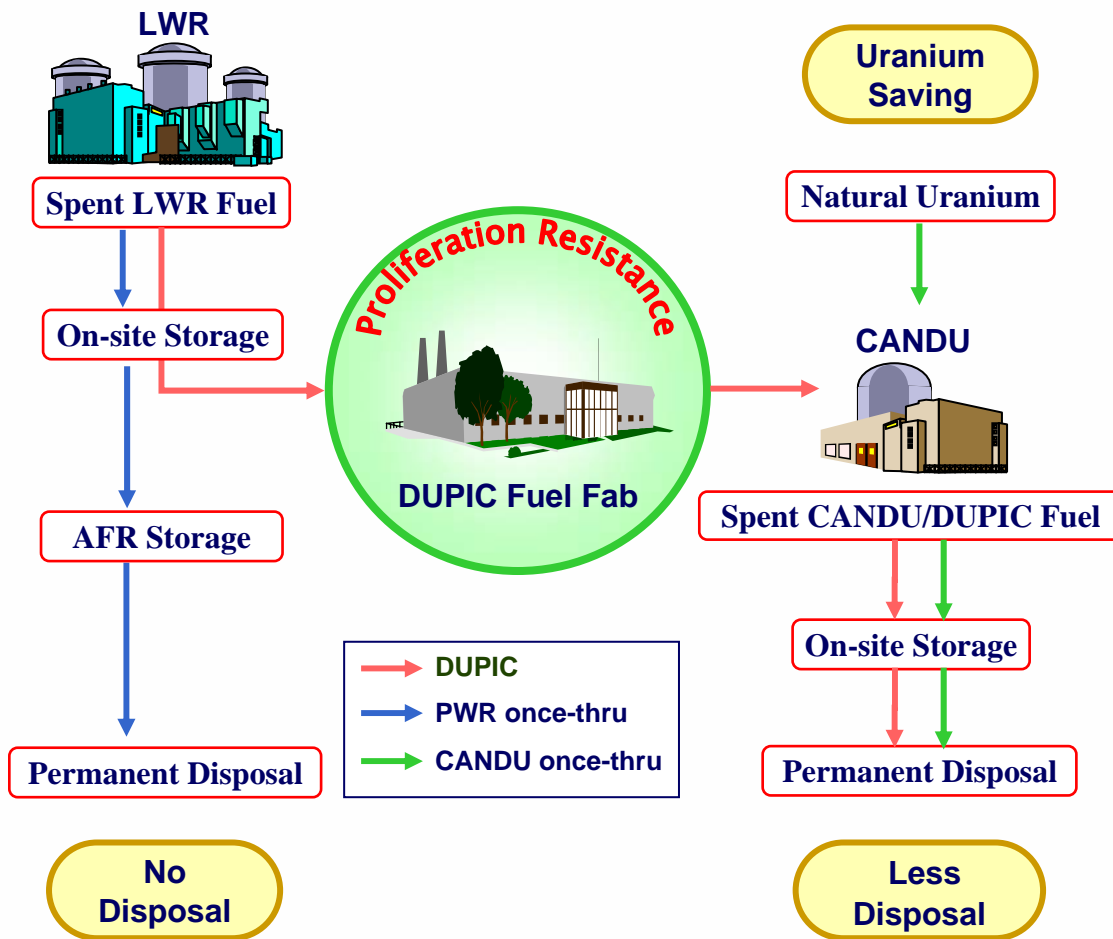 LWR
Spent LWR Fuel
On-site Storage
AFR Storage
Permanent Disposal
No
Disposal
Proliferation Resistance
DUPIC Fuel Fab
DUPIC
PWR once-thru
CANDU once-thru
Uranium
Saving
Natural Uranium
CANDU
Spent CANDU/DUPIC Fuel
On-site Storage
Permanent Disposal
Less
Disposal